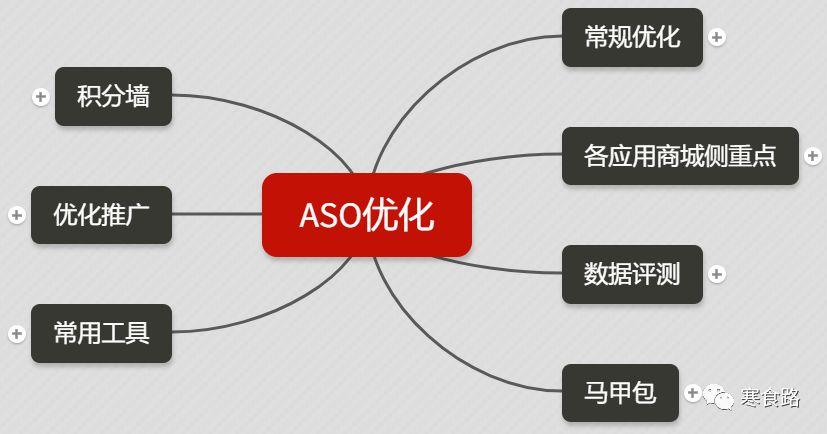 常规优化
积分墙
各应用商城侧重点
ASO优化
优化推广
数据评测
常用工具
马甲包
寒食路